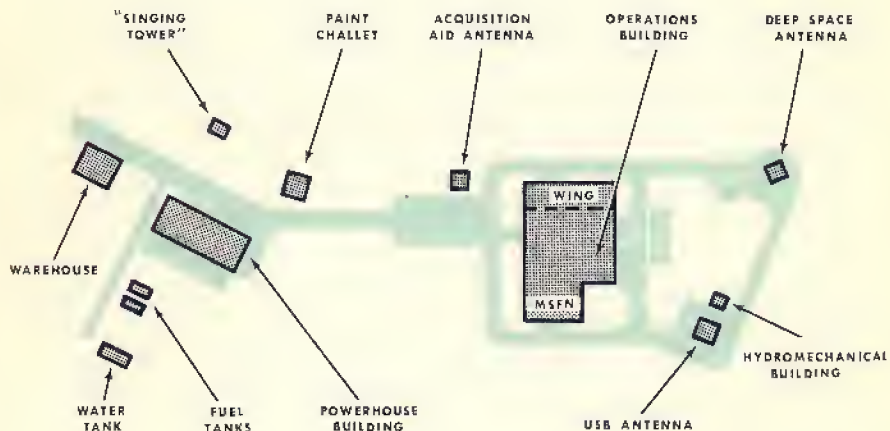 "SINGING
TOWER"
PAINT
CHALLET
ACQUISITION
AID ANTENNA
OPERATIONS
BUILDING
DEEP SPACE
ANTENNA
WING
WAREHOUSE
MSFN
HYDROMECHANICAL
BUILDING
WATER
TANK
FUEL
TANKS
POWERHOUSE
BUILDING
USB ANTENNA